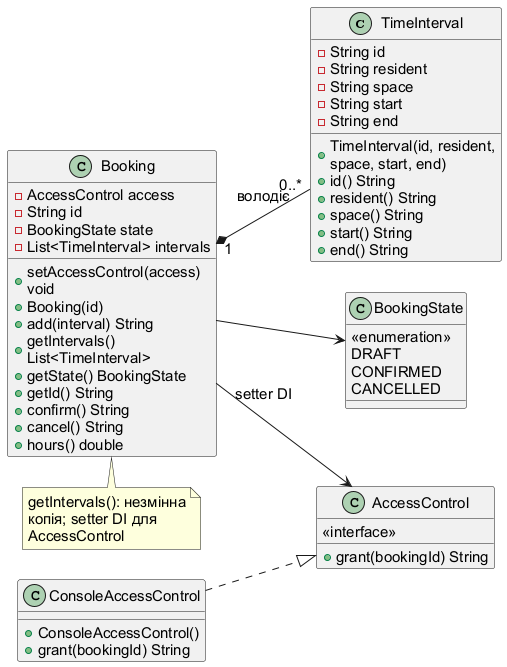 C TimeInterval
String id
String resident
String space
String start
String end
TimeInterval(id, resident,
space, start, end)
id() String
resident() String
space() String
start() String
end() String
C Booking
AccessControl access
String id
BookingState state
List<TimeInterval> intervals
setAccessControl(access)
void
Booking(id)
add(interval) String
getIntervals()
List<TimeInterval>
getState() BookingState
getId() String
confirm() String
cancel() String
hours() double
0..*
володіє
1
C BookingState
«enumeration»
DRAFT
CONFIRMED
CANCELLED
setter DI
getIntervals(): незмінна
копія; setter DI для
AccessControl
C AccessControl
«interface»
grant(bookingId) String
C ConsoleAccessControl
ConsoleAccessControl()
grant(bookingId) String